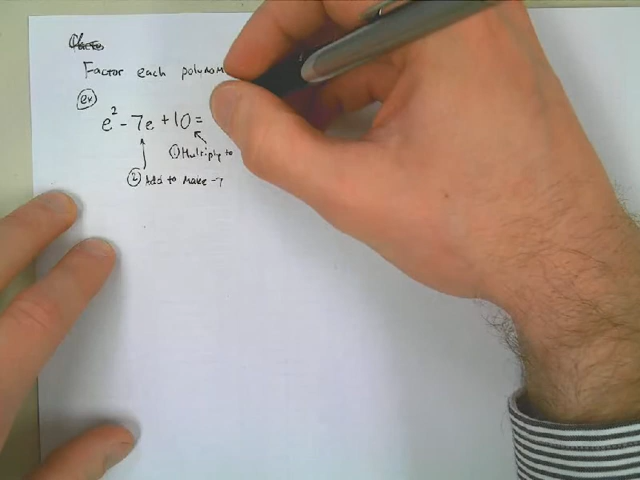 Factor each polynom
ex
e² - 7e + 10 =
① Multiply to
② Add to make -7